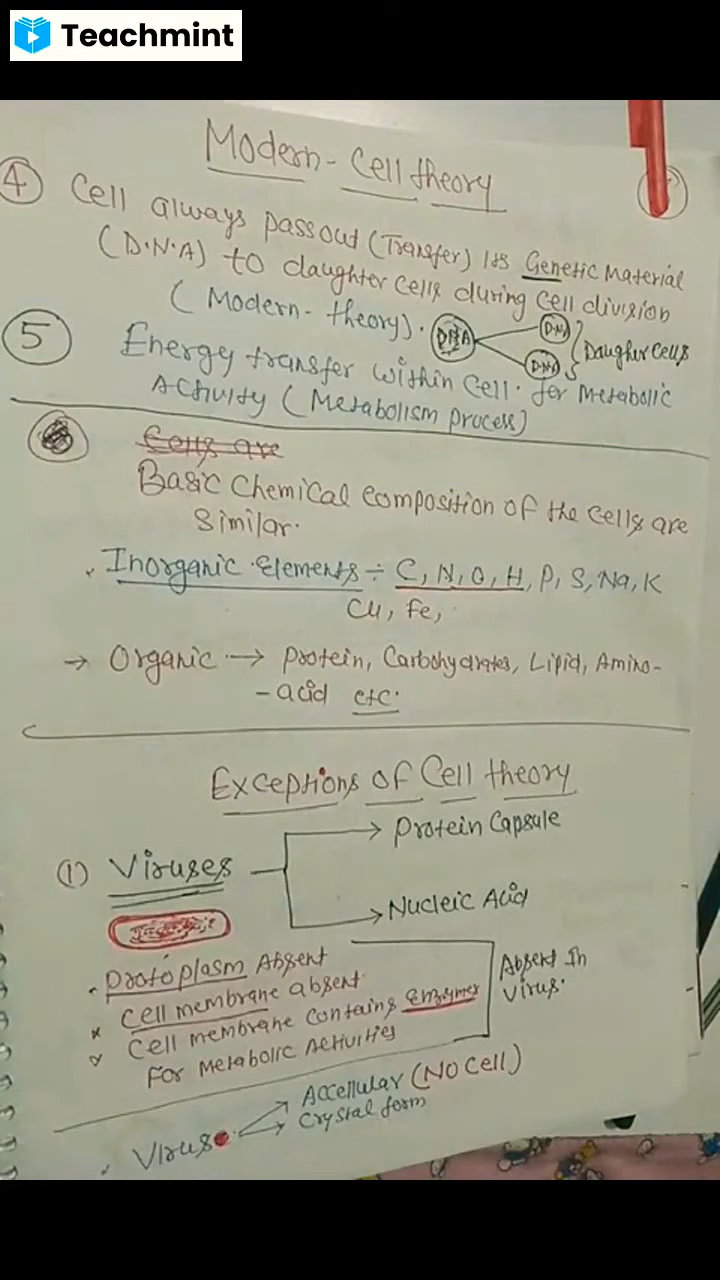 Teachmint
Modern - Cell theory
4 Cell always passout (Transfer) Its Genetic Material
(D.N.A) to daughter cells during cell division
(Modern - theory).
DNA
DNA
DNA
Daugher cells
5 Energy transfer within cell. for Metabolic
Activity (Metabolism process)
Cells are
Basic Chemical Composition of the cells are
Similar.
Inorganic Elements ÷ C, N, O, H, P, S, Na, K
Cu, Fe,
→ Organic → Protein, Carbohydrates, Lipid, Amino-
-acid etc.
Exceptions of Cell theory
(1) Viruses
→ Protein Capsule
→ Nucleic Acid
Protoplasm Absent
Cell membrane absent
Cell membrane Contains Enzymes
For Metabolic Activities
Absent In
Virus.
Virus
Accellular (No Cell)
Crystal form